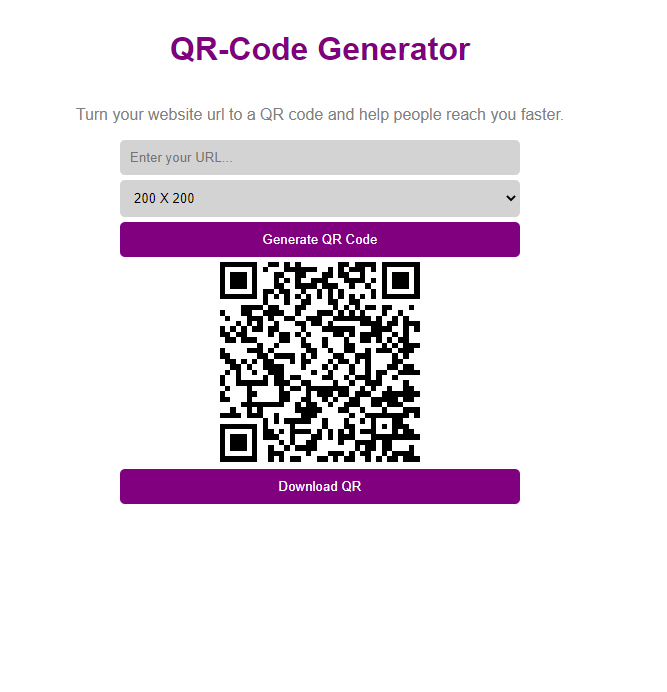 QR-Code Generator
Turn your website url to a QR code and help people reach you faster.
Enter your URL...
200 X 200
Generate QR Code
Download QR